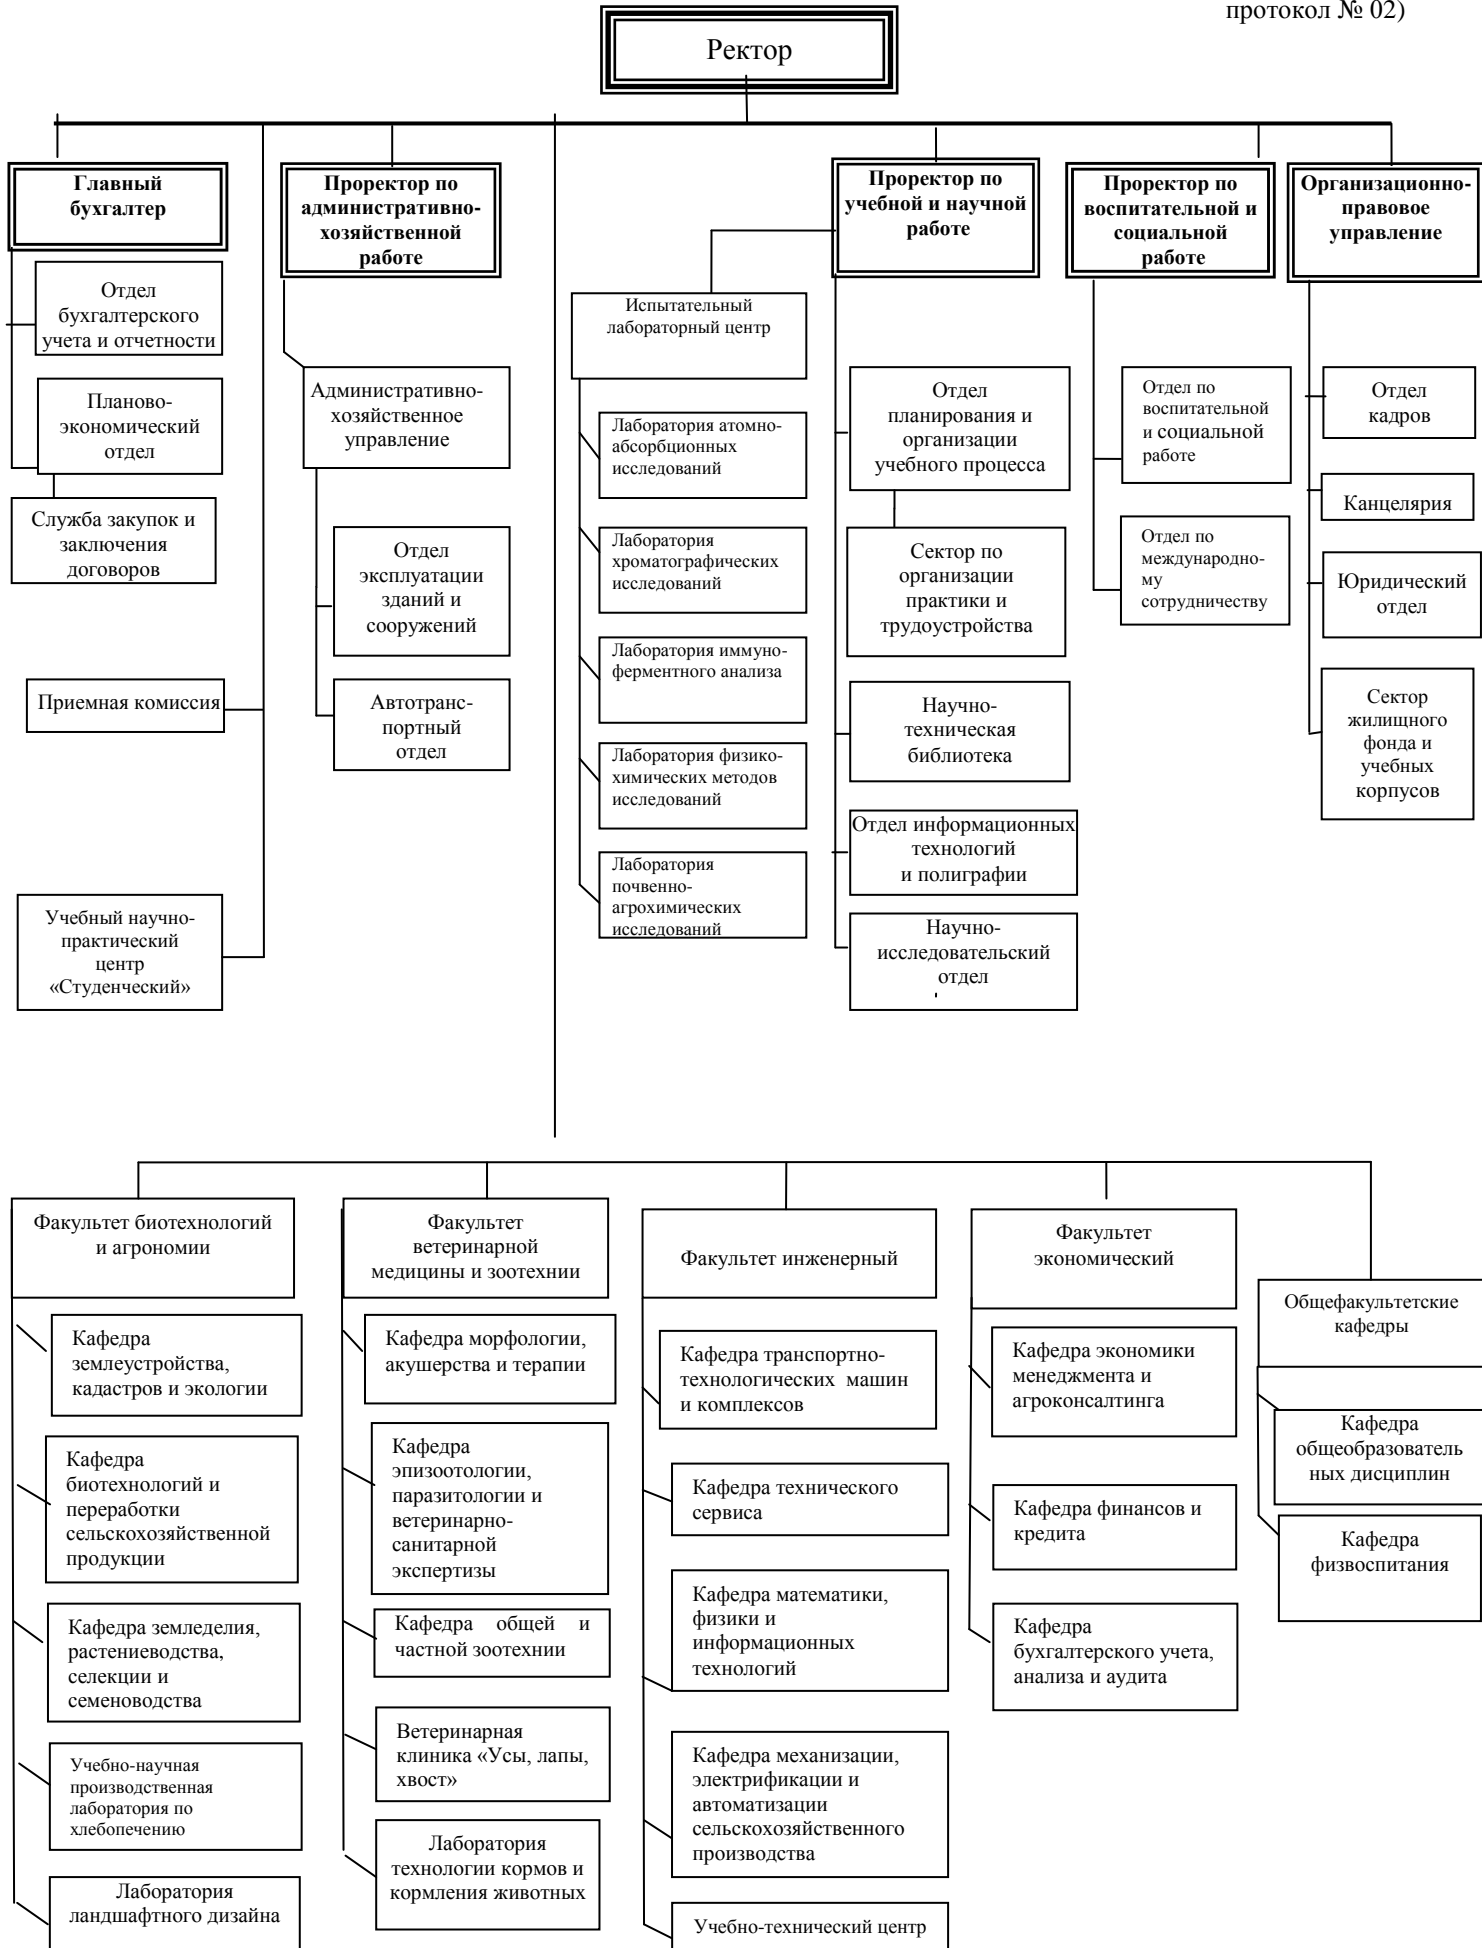 протокол № 02)
Ректор
Главный
бухгалтер
Проректор по
административно-
хозяйственной
работе
Проректор по
учебной и научной
работе
Проректор по
воспитательной и
социальной
работе
Организационно-
правовое
управление
Отдел
бухгалтерского
учета и отчетности
Планово-
экономический
отдел
Служба закупок и
заключения
договоров
Приемная комиссия
Учебный научно-
практический
центр
«Студенческий»
Административно-
хозяйственное
управление
Отдел
эксплуатации
зданий и
сооружений
Автотранс-
портный
отдел
Испытательный
лабораторный центр
Лаборатория атомно-
абсорбционных
исследований
Лаборатория
хроматографических
исследований
Лаборатория иммуно-
ферментного анализа
Лаборатория физико-
химических методов
исследований
Лаборатория
почвенно-
агрохимических
исследований
Отдел
планирования и
организации
учебного процесса
Сектор по
организации
практики и
трудоустройства
Научно-
техническая
библиотека
Отдел информационных
технологий
и полиграфии
Научно-
исследовательский
отдел
Отдел по
воспитательной
и социальной
работе
Отдел по
международно-
му
сотрудничеству
Отдел
кадров
Канцелярия
Юридический
отдел
Сектор
жилищного
фонда и
учебных
корпусов
Факультет биотехнологий
и агрономии
Кафедра
землеустройства,
кадастров и экологии
Кафедра
биотехнологий и
переработки
сельскохозяйственной
продукции
Кафедра земледелия,
растениеводства,
селекции и
семеноводства
Учебно-научная
производственная
лаборатория по
хлебопечению
Лаборатория
ландшафтного дизайна
Факультет
ветеринарной
медицины и зоотехнии
Кафедра морфологии,
акушерства и терапии
Кафедра
эпизоотологии,
паразитологии и
ветеринарно-
санитарной
экспертизы
Кафедра общей и
частной зоотехнии
Ветеринарная
клиника «Усы, лапы,
хвост»
Лаборатория
технологии кормов и
кормления животных
Факультет инженерный
Кафедра транспортно-
технологических машин
и комплексов
Кафедра технического
сервиса
Кафедра математики,
физики и
информационных
технологий
Кафедра механизации,
электрификации и
автоматизации
сельскохозяйственного
производства
Учебно-технический центр
Факультет
экономический
Кафедра экономики
менеджмента и
агроконсалтинга
Кафедра финансов и
кредита
Кафедра
бухгалтерского учета,
анализа и аудита
Общефакультетские
кафедры
Кафедра
общеобразователь
ных дисциплин
Кафедра
физвоспитания